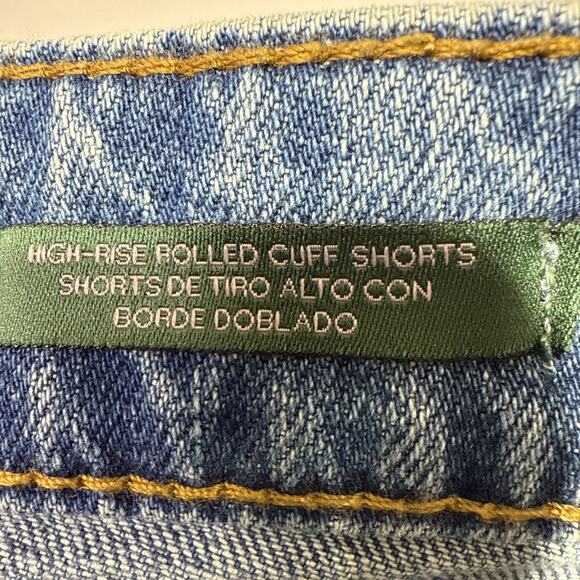 HIGH-RISE ROLLED CUFF SHORTS
SHORTS DE TIRO ALTO CON
BORDE DOBLADO